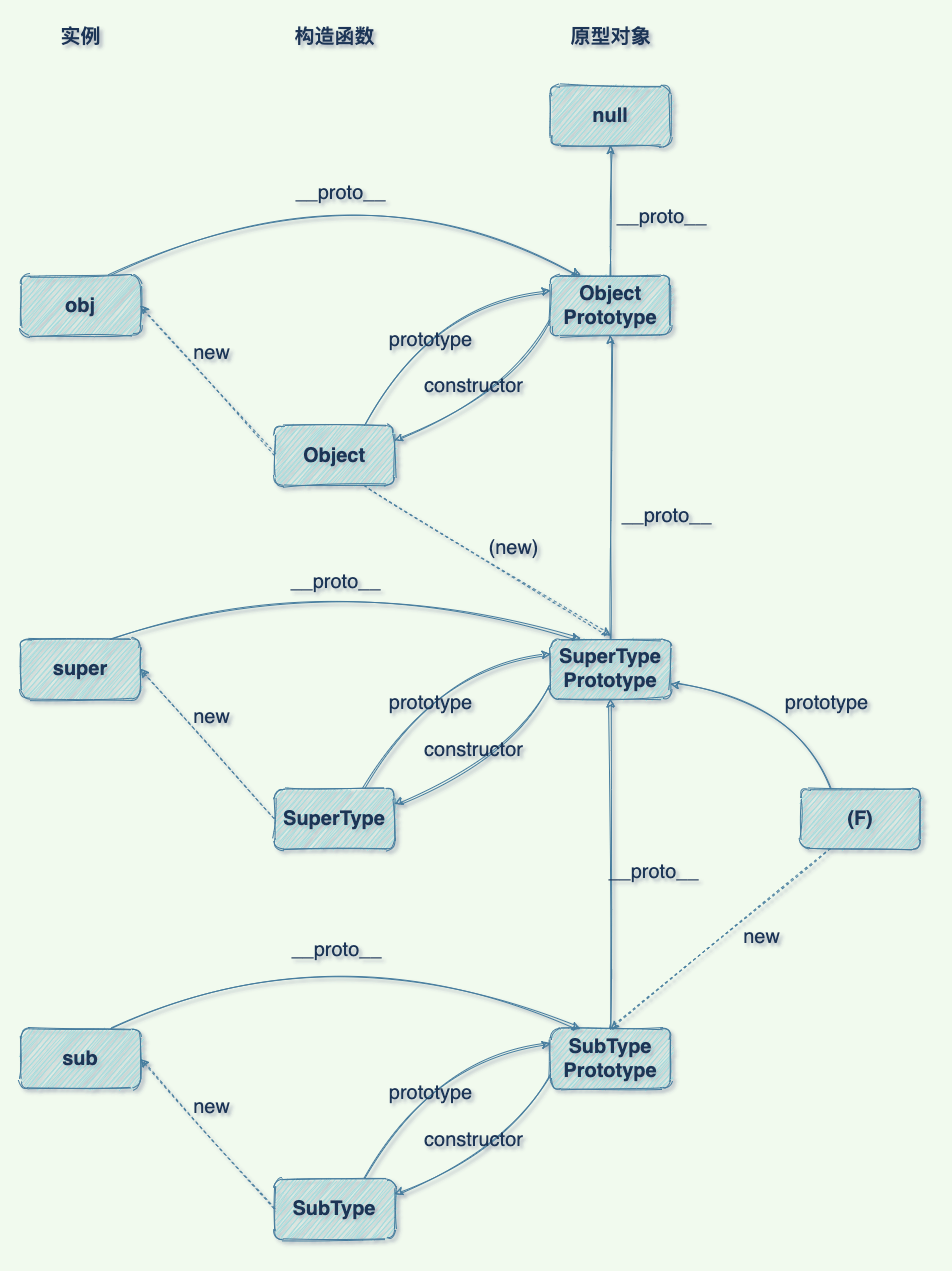 实例
构造函数
原型对象
null
__proto__
__proto__
obj
Object
Prototype
prototype
new
constructor
Object
__proto__
(new)
__proto__
super
SuperType
Prototype
prototype
prototype
new
constructor
SuperType
(F)
__proto__
new
__proto__
sub
SubType
Prototype
prototype
new
constructor
SubType